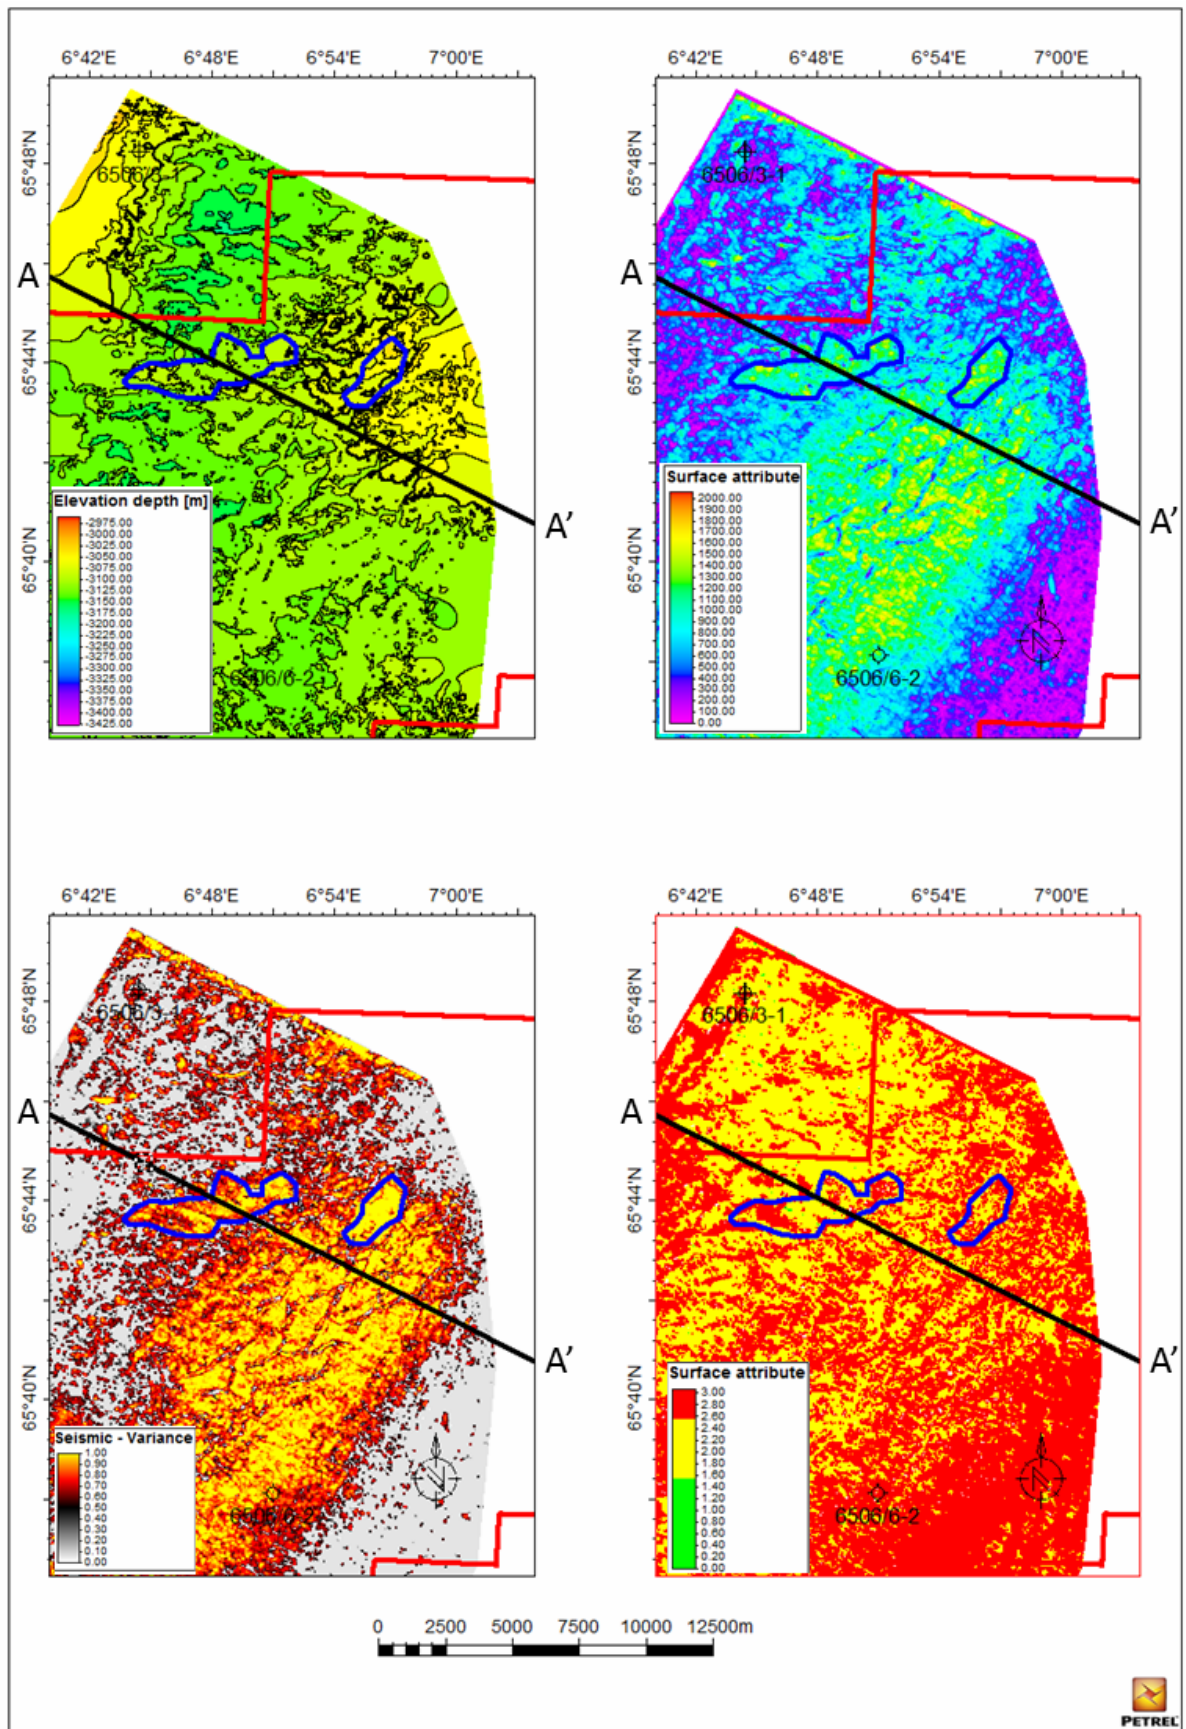 6°42'E 6°48'E 6°54'E 7°00'E
65°48'N
65°44'N
65°40'N
6506/3-1
A
A'
6506/6-2
Elevation depth [m]
-2975.00
-3000.00
-3025.00
-3050.00
-3075.00
-3100.00
-3125.00
-3150.00
-3175.00
-3200.00
-3225.00
-3250.00
-3275.00
-3300.00
-3325.00
-3350.00
-3375.00
-3400.00
-3425.00
6°42'E 6°48'E 6°54'E 7°00'E
65°48'N
65°44'N
65°40'N
6506/3-1
A
A'
6506/6-2
Surface attribute
2000.00
1900.00
1800.00
1700.00
1600.00
1500.00
1400.00
1300.00
1200.00
1100.00
1000.00
900.00
800.00
700.00
600.00
500.00
400.00
300.00
200.00
100.00
0.00
6°42'E 6°48'E 6°54'E 7°00'E
65°48'N
65°44'N
65°40'N
6506/3-1
A
A'
6506/6-2
Seismic - Variance
1.00
0.90
0.80
0.70
0.60
0.50
0.40
0.30
0.20
0.10
0.00
6°42'E 6°48'E 6°54'E 7°00'E
65°48'N
65°44'N
65°40'N
6506/3-1
A
A'
6506/6-2
Surface attribute
3.00
2.80
2.60
2.40
2.20
2.00
1.80
1.60
1.40
1.20
1.00
0.80
0.60
0.40
0.20
0.00
0 2500 5000 7500 10000 12500m
PETREL